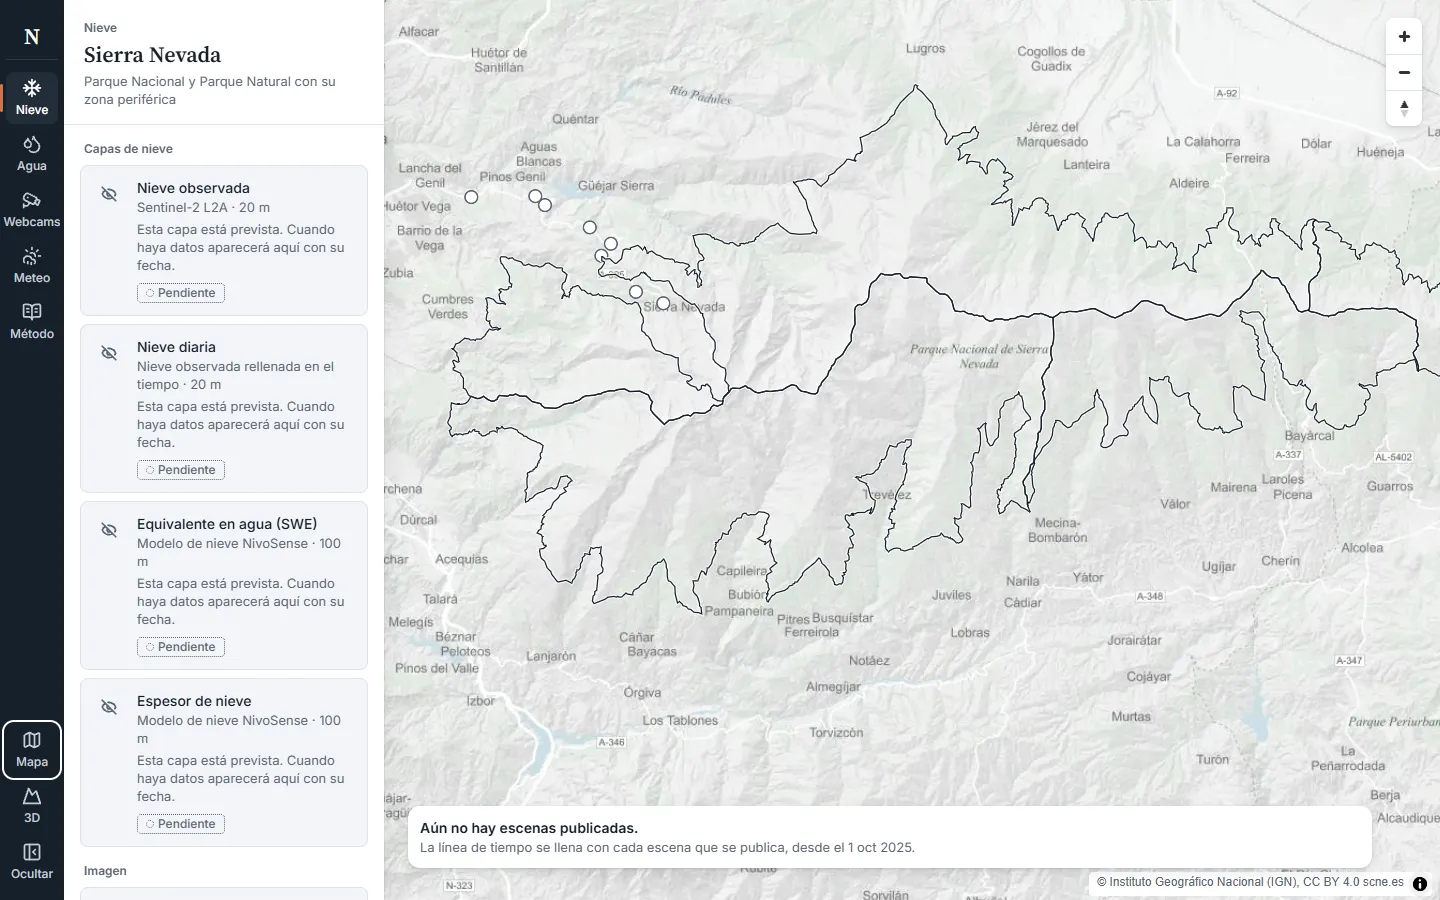 N
Nieve
Agua
Webcams
Meteo
Método
Mapa
3D
Ocultar
Nieve
Sierra Nevada
Parque Nacional y Parque Natural con su
zona periférica
Capas de nieve
Nieve observada
Sentinel-2 L2A · 20 m
Esta capa está prevista. Cuando
haya datos aparecerá aquí con su
fecha.
Pendiente
Nieve diaria
Nieve observada rellenada en el
tiempo · 20 m
Esta capa está prevista. Cuando
haya datos aparecerá aquí con su
fecha.
Pendiente
Equivalente en agua (SWE)
Modelo de nieve NivoSense · 100
m
Esta capa está prevista. Cuando
haya datos aparecerá aquí con su
fecha.
Pendiente
Espesor de nieve
Modelo de nieve NivoSense · 100
m
Esta capa está prevista. Cuando
haya datos aparecerá aquí con su
fecha.
Pendiente
Imagen
Alfacar
Huétor de
Santillán
Lugros
Cogollos de
Guadix
Río Padules
A-92
Quéntar
Jérez del
Marquesado
La Calahorra
Dólar
Huéneja
Ferreira
Aguas
Blancas
Lanteira
Lancha del
Genil
Pinos Genil
Güéjar Sierra
Aldeire
Huétor Vega
Barrio de la
Vega
Zubia
Cumbres
Verdes
Sierra Nevada
Parque Nacional de Sierra
Nevada
Bayárcal
A-337
AL-5402
Laroles
Picena
Mairena
Guarros
Trevélez
Válor
Dúrcal
Mecina-
Bombarón
Alcolea
Acequias
Cherín
Ugíjar
Capileira
Yátor
Narila
Bubión
Juviles
Cádiar
A-348
Talará
Pampaneira
Melegís
Pitres
Busquístar
Ferreirola
Béznar
Peloteos
Cáñar
Bayacas
Lobras
Jorairátar
Lanjarón
Notáez
A-347
Pinos del Valle
Cojáyar
Almegíjar
Órgiva
Izbor
Los Tablones
Murtas
Parque Periurban
Torvizcón
A-346
Turón
La
Peñarrodada
Berja
Alcaudique
Aún no hay escenas publicadas.
La línea de tiempo se llena con cada escena que se publica, desde el 1 oct 2025.
N-323
Sorvilán
© Instituto Geográfico Nacional (IGN), CC BY 4.0 scne.es